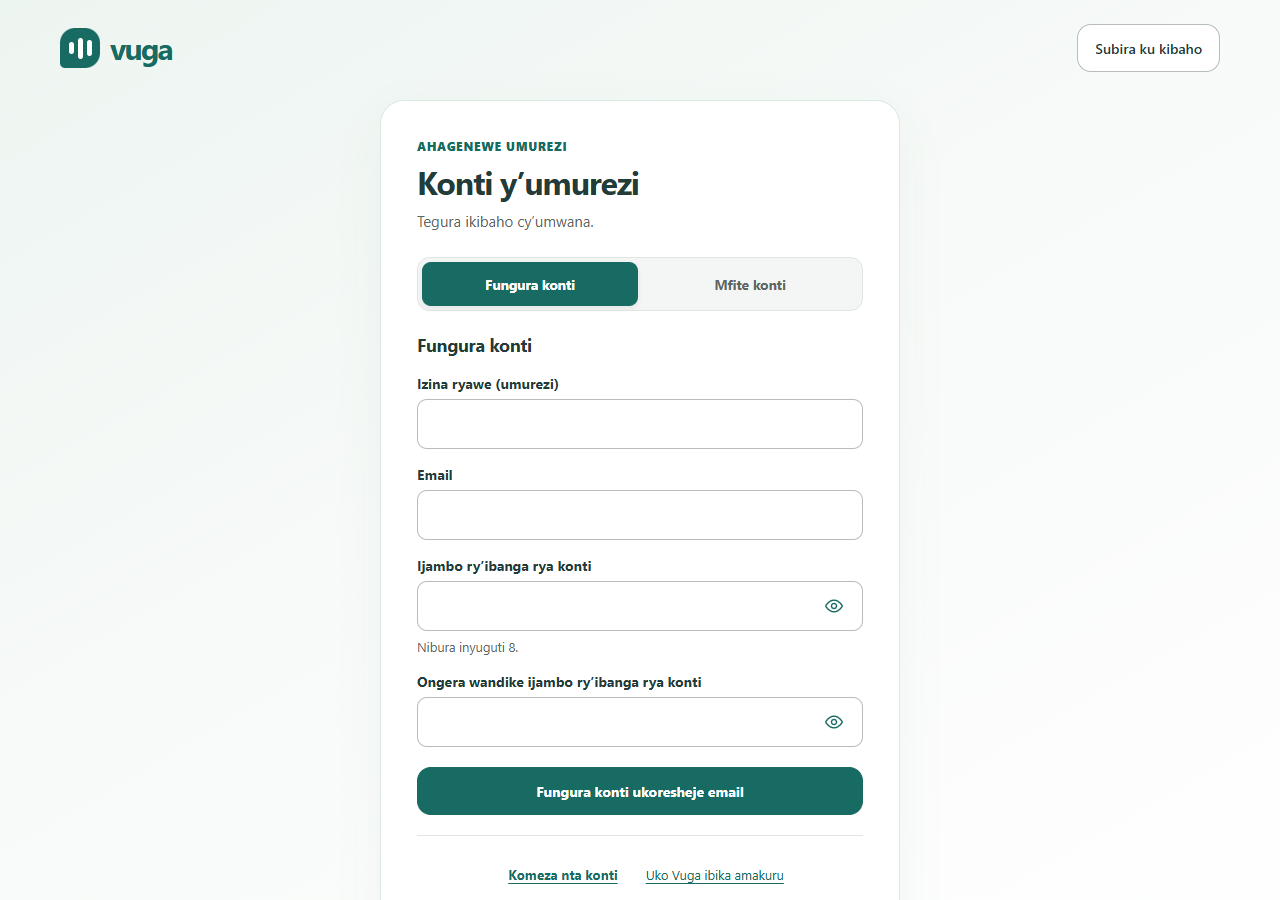 vuga
Subira ku kibaho
AHAGENEWE UMUREZI
Konti y’umurezi
Tegura ikibaho cy’umwana.
Fungura konti
Mfite konti
Fungura konti
Izina ryawe (umurezi)
Email
Ijambo ry’ibanga rya konti
Nibura inyuguti 8.
Ongera wandike ijambo ry’ibanga rya konti
Fungura konti ukoresheje email
Komeza nta konti
Uko Vuga ibika amakuru